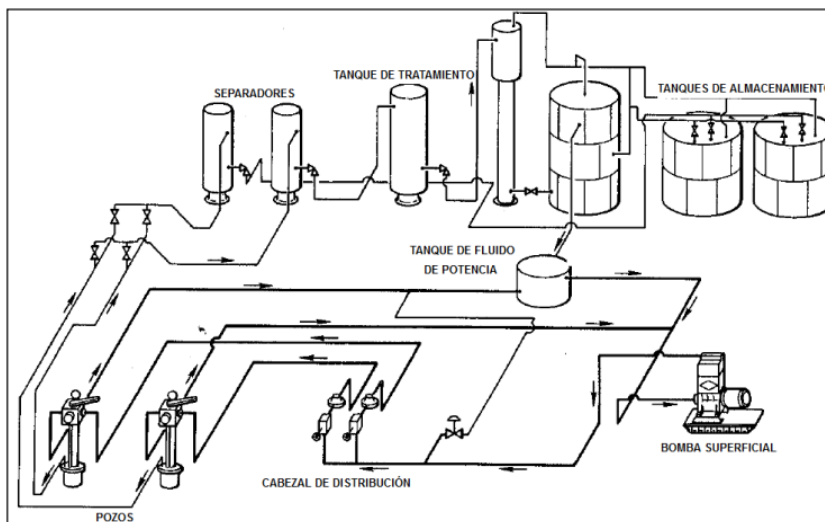 SEPARADORES
TANQUE DE TRATAMIENTO
TANQUES DE ALMACENAMIENTO
TANQUE DE FLUIDO
DE POTENCIA
BOMBA SUPERFICIAL
CABEZAL DE DISTRIBUCIÓN
POZOS